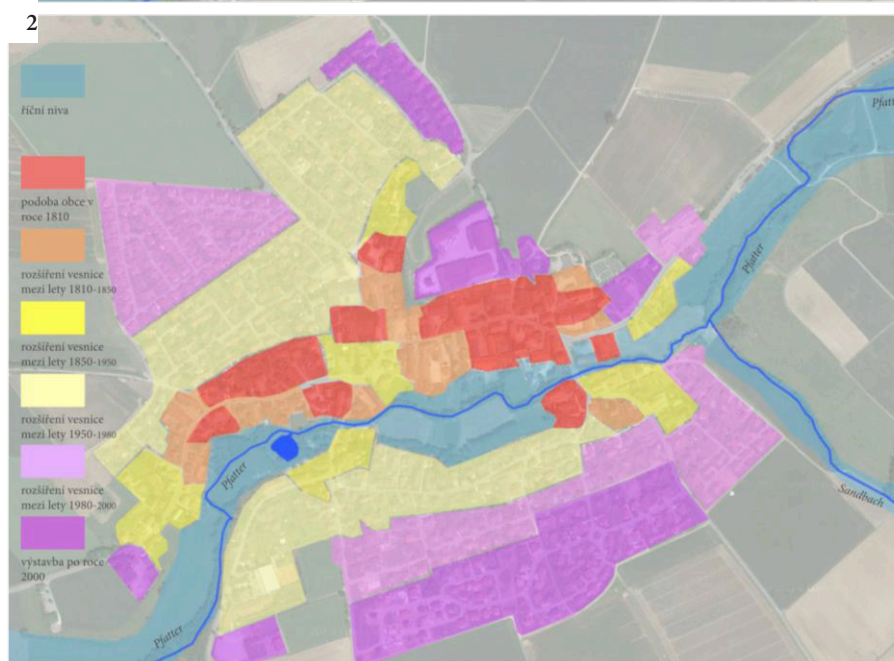 2
říční niva
podoba obce v
roce 1810
rozšíření vesnice
mezi lety 1810-1850
rozšíření vesnice
mezi lety 1850-1950
rozšíření vesnice
mezi lety 1950-1980
rozšíření vesnice
mezi lety 1980-2000
výstavba po roce
2000
Pfatt
Pfatter
Pfatter
Sandbach
Pfatter